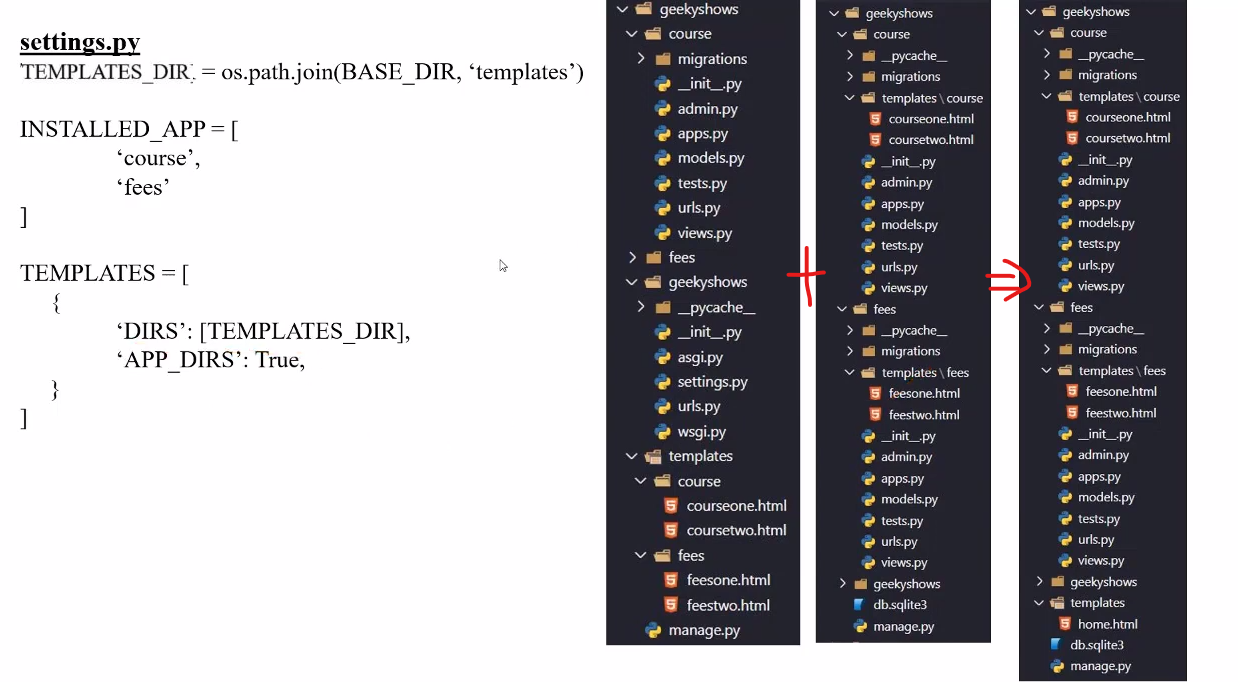 settings.py
TEMPLATES_DIR = os.path.join(BASE_DIR, ‘templates’)
INSTALLED_APP = [
‘course’,
‘fees’
]
TEMPLATES = [
{
‘DIRS’: [TEMPLATES_DIR],
‘APP_DIRS’: True,
}
]
geekyshows
course
migrations
__init__.py
admin.py
apps.py
models.py
tests.py
urls.py
views.py
fees
geekyshows
__pycache__
__init__.py
asgi.py
settings.py
urls.py
wsgi.py
templates
course
courseone.html
coursetwo.html
fees
feesone.html
feestwo.html
manage.py
+
geekyshows
course
__pycache__
migrations
templates \ course
courseone.html
coursetwo.html
__init__.py
admin.py
apps.py
models.py
tests.py
urls.py
views.py
fees
__pycache__
migrations
templates \ fees
feesone.html
feestwo.html
__init__.py
admin.py
apps.py
models.py
tests.py
urls.py
views.py
geekyshows
db.sqlite3
manage.py
geekyshows
course
__pycache__
migrations
templates \ course
courseone.html
coursetwo.html
__init__.py
admin.py
apps.py
models.py
tests.py
urls.py
views.py
fees
__pycache__
migrations
templates \ fees
feesone.html
feestwo.html
__init__.py
admin.py
apps.py
models.py
tests.py
urls.py
views.py
geekyshows
templates
home.html
db.sqlite3
manage.py